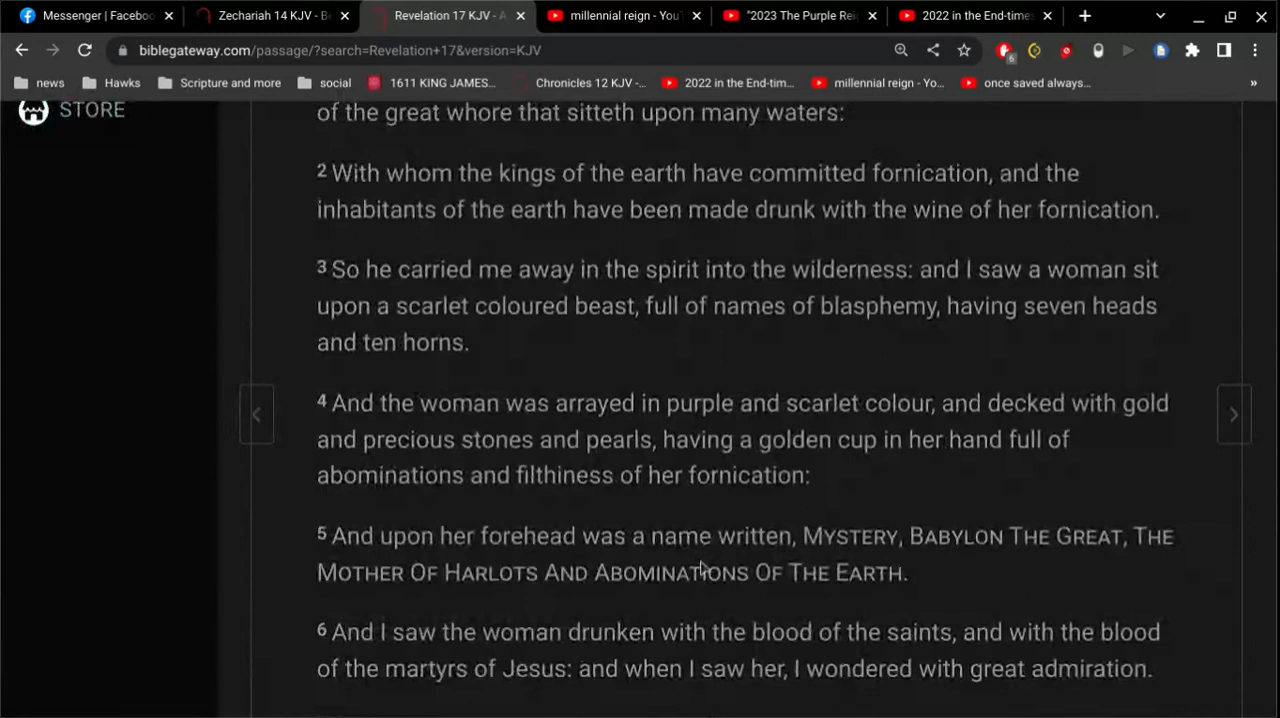 Messenger | Faceboo
Zechariah 14 KJV - B
Revelation 17 KJV - A
millennial reign - You
"2023 The Purple Rei
2022 in the End-time
biblegateway.com/passage/?search=Revelation+17&version=KJV
6
news
Hawks
Scripture and more
social
1611 KING JAMES...
Chronicles 12 KJV -...
2022 in the End-tim...
millennial reign - Yo...
once saved always...
»
STORE
of the great whore that sitteth upon many waters:
2 With whom the kings of the earth have committed fornication, and the
inhabitants of the earth have been made drunk with the wine of her fornication.
3 So he carried me away in the spirit into the wilderness: and I saw a woman sit
upon a scarlet coloured beast, full of names of blasphemy, having seven heads
and ten horns.
4 And the woman was arrayed in purple and scarlet colour, and decked with gold
and precious stones and pearls, having a golden cup in her hand full of
abominations and filthiness of her fornication:
5 And upon her forehead was a name written, Mystery, Babylon The Great, The
Mother Of Harlots And Abominations Of The Earth.
6 And I saw the woman drunken with the blood of the saints, and with the blood
of the martyrs of Jesus: and when I saw her, I wondered with great admiration.